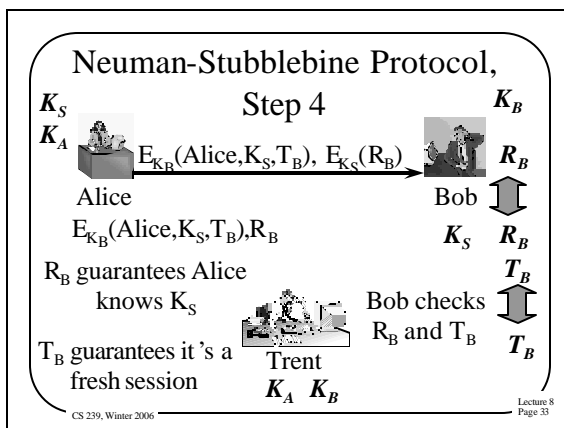 Neuman-Stubblebine Protocol,
Step 4
K_S
K_A
K_B
E_{K_B}(Alice,K_S,T_B), E_{K_S}(R_B)
R_B
Alice
Bob
E_{K_B}(Alice,K_S,T_B),R_B
K_S R_B
T_B
R_B guarantees Alice
knows K_S
Bob checks
R_B and T_B
T_B
T_B guarantees it's a
fresh session
Trent
K_A K_B
CS 239, Winter 2006
Lecture 8
Page 33